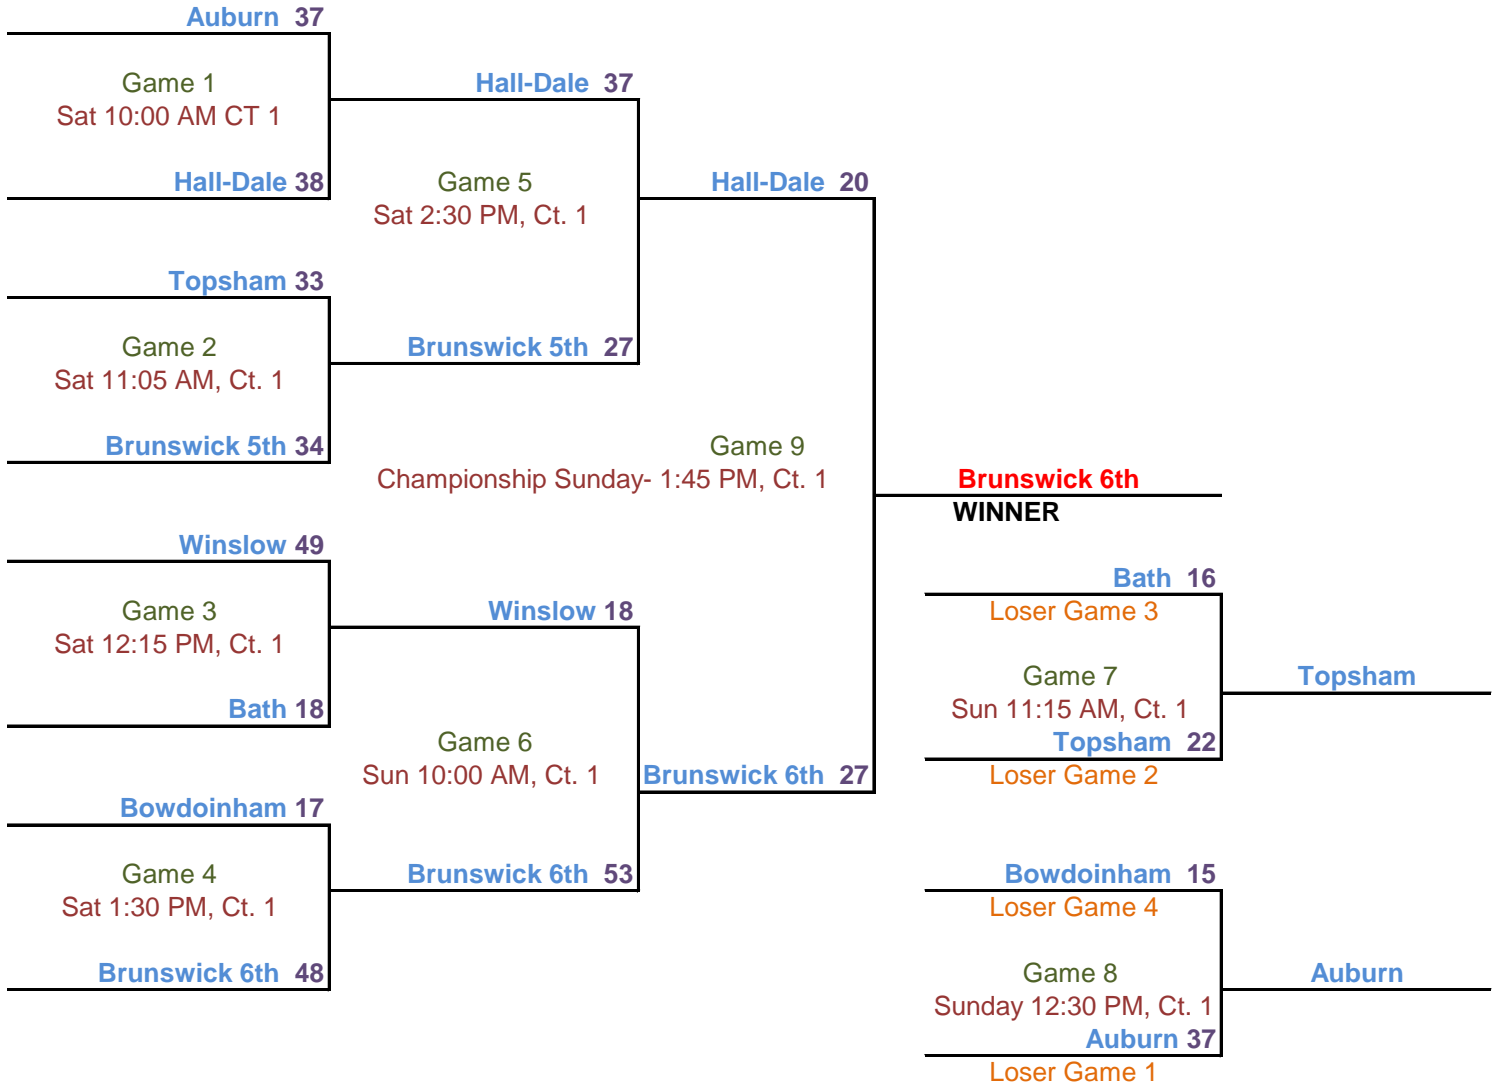 Auburn 37
Game 1
Sat 10:00 AM CT 1
Hall-Dale 38
Topsham 33
Game 2
Sat 11:05 AM, Ct. 1
Brunswick 5th 34
Winslow 49
Game 3
Sat 12:15 PM, Ct. 1
Bath 18
Bowdoinham 17
Game 4
Sat 1:30 PM, Ct. 1
Brunswick 6th 48
Hall-Dale 37
Game 5
Sat 2:30 PM, Ct. 1
Brunswick 5th 27
Winslow 18
Game 6
Sun 10:00 AM, Ct. 1
Brunswick 6th 53
Hall-Dale 20
Game 9
Championship Sunday- 1:45 PM, Ct. 1
Brunswick 6th 27
Brunswick 6th
WINNER
Bath 16
Loser Game 3
Game 7
Sun 11:15 AM, Ct. 1
Topsham 22
Loser Game 2
Topsham
Bowdoinham 15
Loser Game 4
Game 8
Sunday 12:30 PM, Ct. 1
Auburn 37
Loser Game 1
Auburn